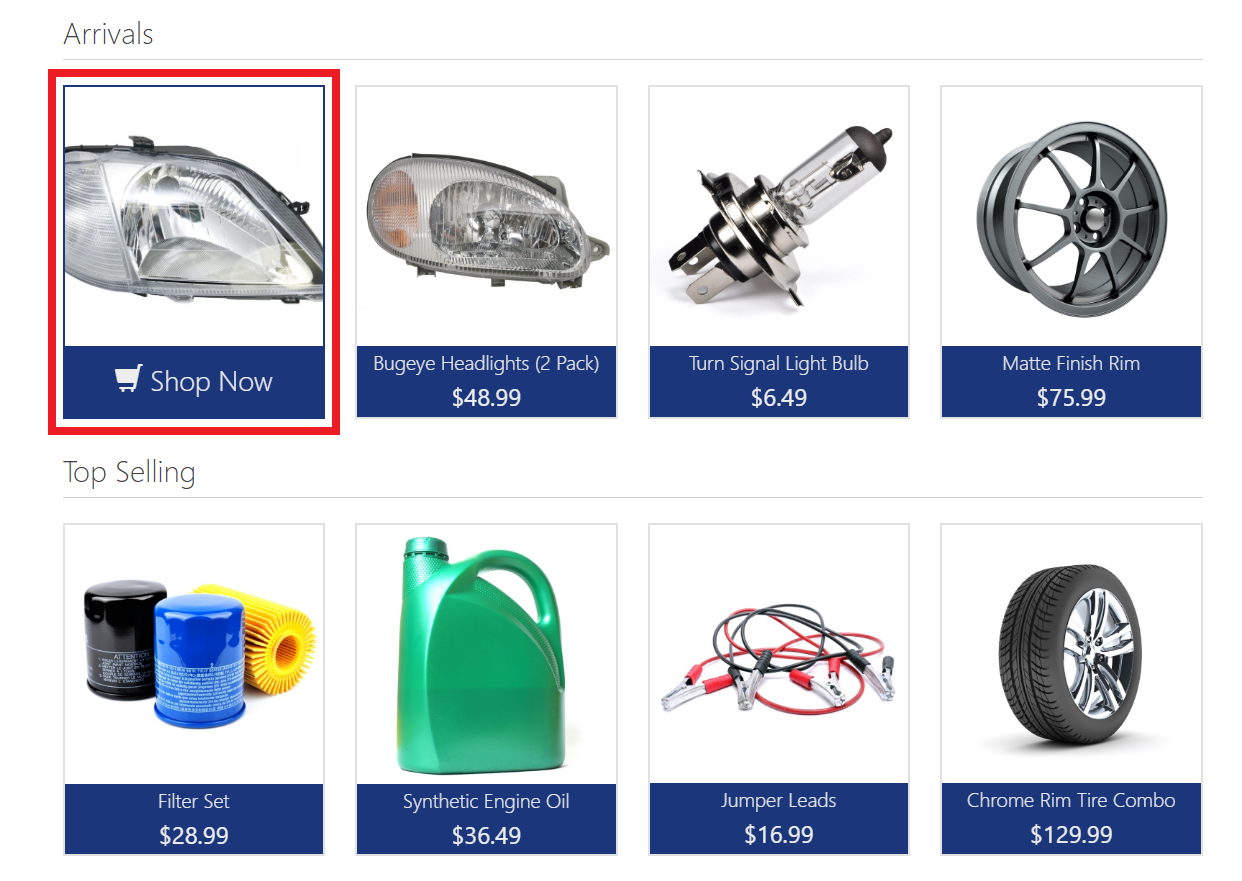 Arrivals
Shop Now
Bugeye Headlights (2 Pack)
$48.99
Turn Signal Light Bulb
$6.49
Matte Finish Rim
$75.99
Top Selling
ATTENTION
Filter Set
$28.99
Synthetic Engine Oil
$36.49
Jumper Leads
$16.99
Chrome Rim Tire Combo
$129.99